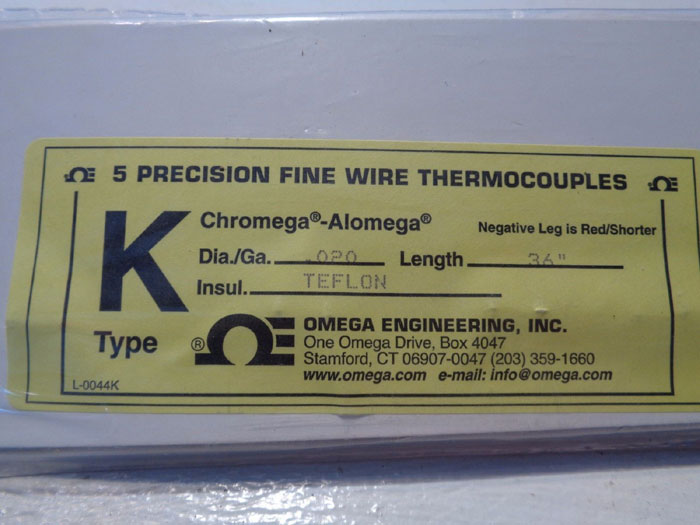 5 PRECISION FINE WIRE THERMOCOUPLES
K
Type
Chromega®-Alomega®
Negative Leg is Red/Shorter
Dia./Ga. .020 Length 36"
Insul. TEFLON
OMEGA ENGINEERING, INC.
One Omega Drive, Box 4047
Stamford, CT 06907-0047 (203) 359-1660
www.omega.com e-mail: info@omega.com
®
L-0044K